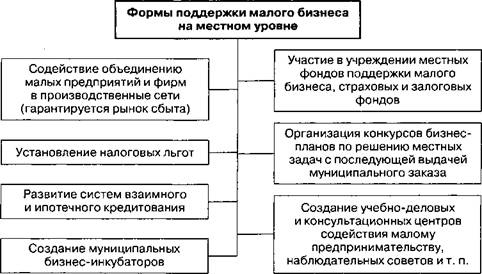 Формы поддержки малого бизнеса
на местном уровне
Содействие объединению
малых предприятий и фирм
в производственные сети
(гарантируется рынок сбыта)
Установление налоговых льгот
Развитие систем взаимного
и ипотечного кредитования
Создание муниципальных
бизнес-инкубаторов
Участие в учреждении местных
фондов поддержки малого
бизнеса, страховых и залоговых
фондов
Организация конкурсов бизнес-
планов по решению местных
задач с последующей выдачей
муниципального заказа
Создание учебно-деловых
и консультационных центров
содействия малому
предпринимательству,
наблюдательных советов и т. п.